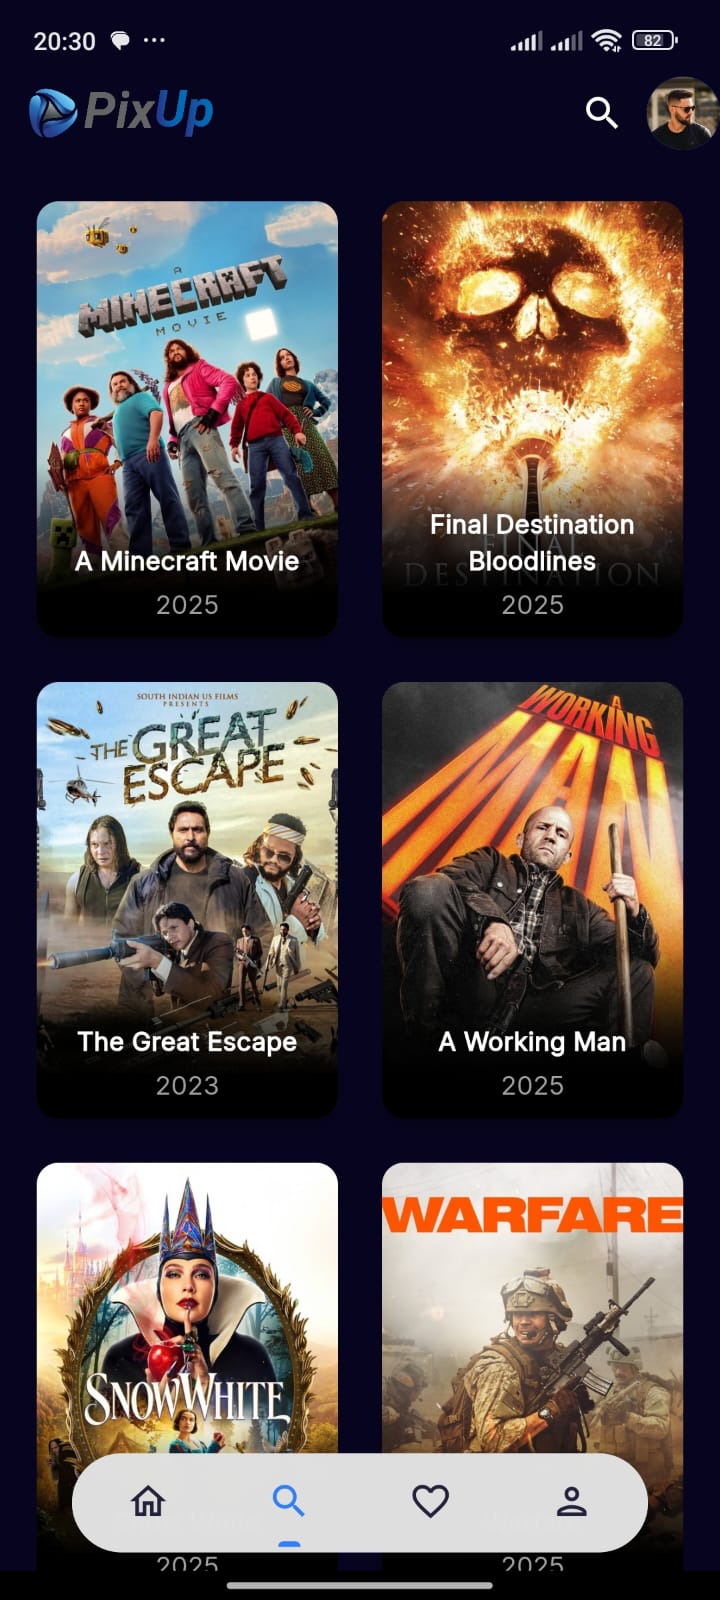 20:30
82
PixUp
A
MINECRAFT
MOVIE
A Minecraft Movie
2025
FINAL
DESTINATION
Final Destination
Bloodlines
2025
SOUTH INDIAN US FILMS
PRESENTS
THE GREAT
ESCAPE
The Great Escape
2023
A
WORKING
MAN
A Working Man
2025
SNOW WHITE
2025
WARFARE
2025